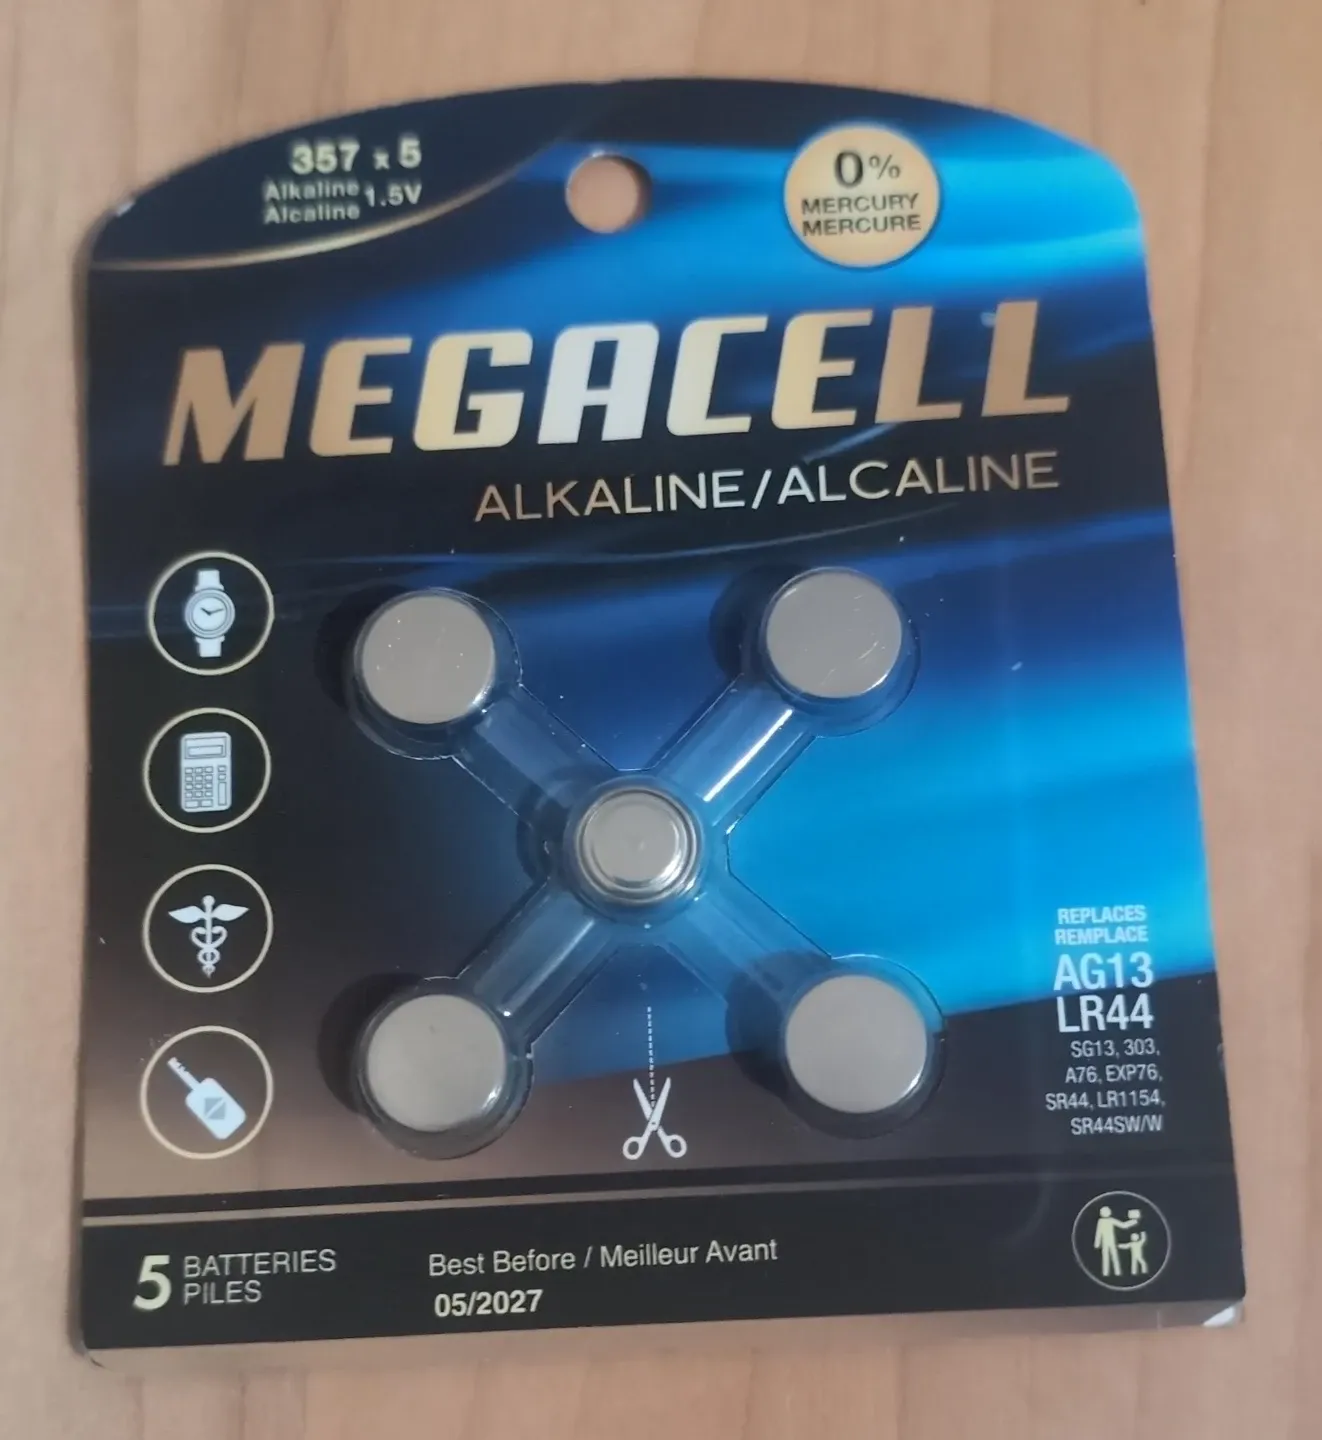 357 x 5
Alkaline
Alcaline
1.5V
0%
MERCURY
MERCURE
MEGACELL
ALKALINE/ALCALINE
REPLACES
REMPLACE
AG13
LR44
SG13, 303,
A76, EXP76,
SR44, LR1154,
SR44SW/W
5 BATTERIES
PILES
Best Before / Meilleur Avant
05/2027